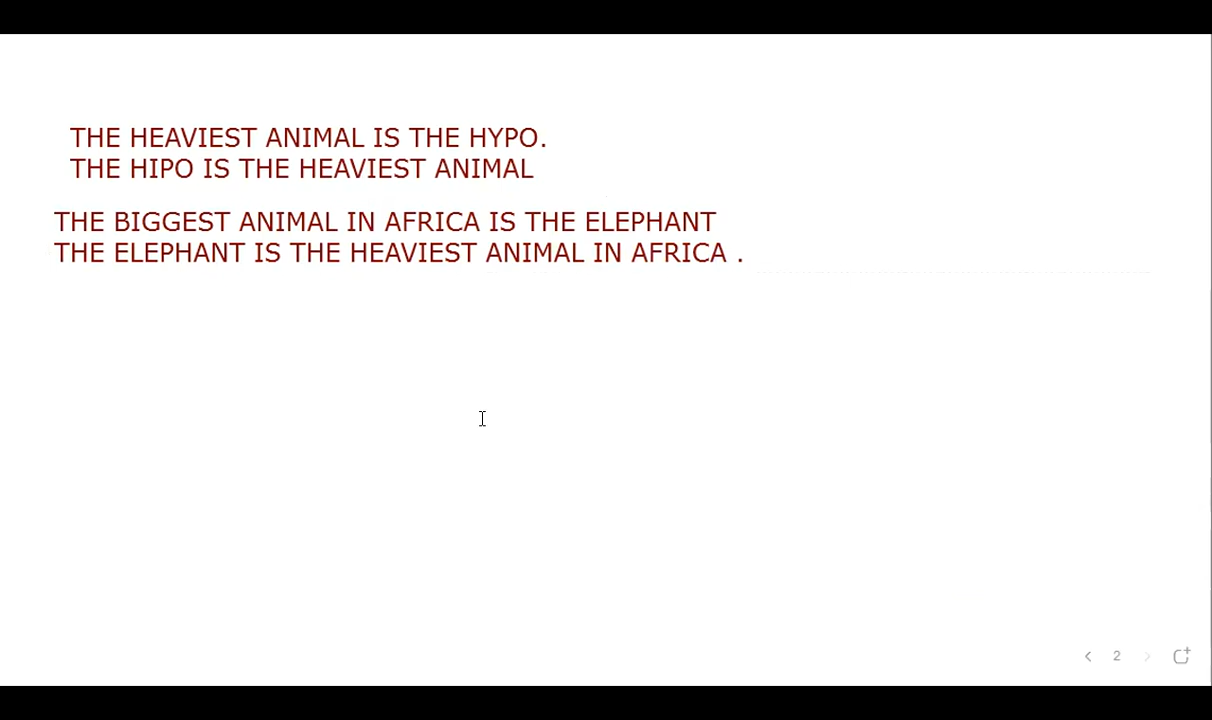 THE HEAVIEST ANIMAL IS THE HYPO.
THE HIPO IS THE HEAVIEST ANIMAL
THE BIGGEST ANIMAL IN AFRICA IS THE ELEPHANT
THE ELEPHANT IS THE HEAVIEST ANIMAL IN AFRICA .
2